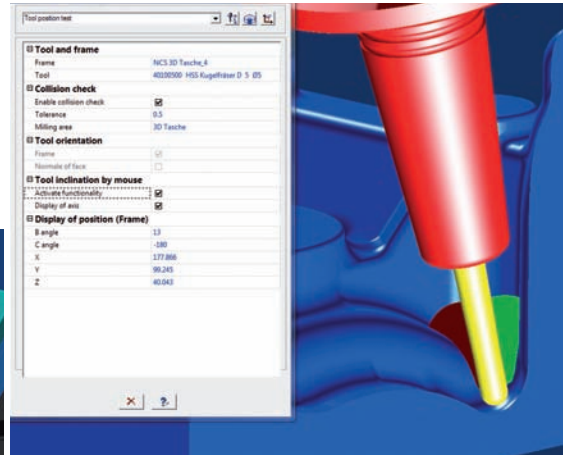 Tool position test
Tool and frame
Frame NCS 3D Tasche_4
Tool 40100500 HSS Kugelfräser D 5 Ø5
Collision check
Enable collision check
Tolerance 0.5
Milling area 3D Tasche
Tool orientation
Frame
Normale of face
Tool inclination by mouse
Activate functionality
Display of axis
Display of position (Frame)
B angle 13
C angle -180
X 177.866
Y 99.245
Z 40.043